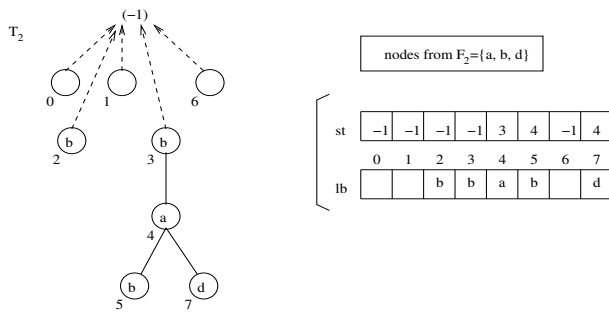 T2
(−1)
nodes from F2={a, b, d}
0 1 6
st −1 −1 −1 −1 3 4 −1 4
b b
2 3
0 1 2 3 4 5 6 7
lb b b a b d
a
4
b d
5 7